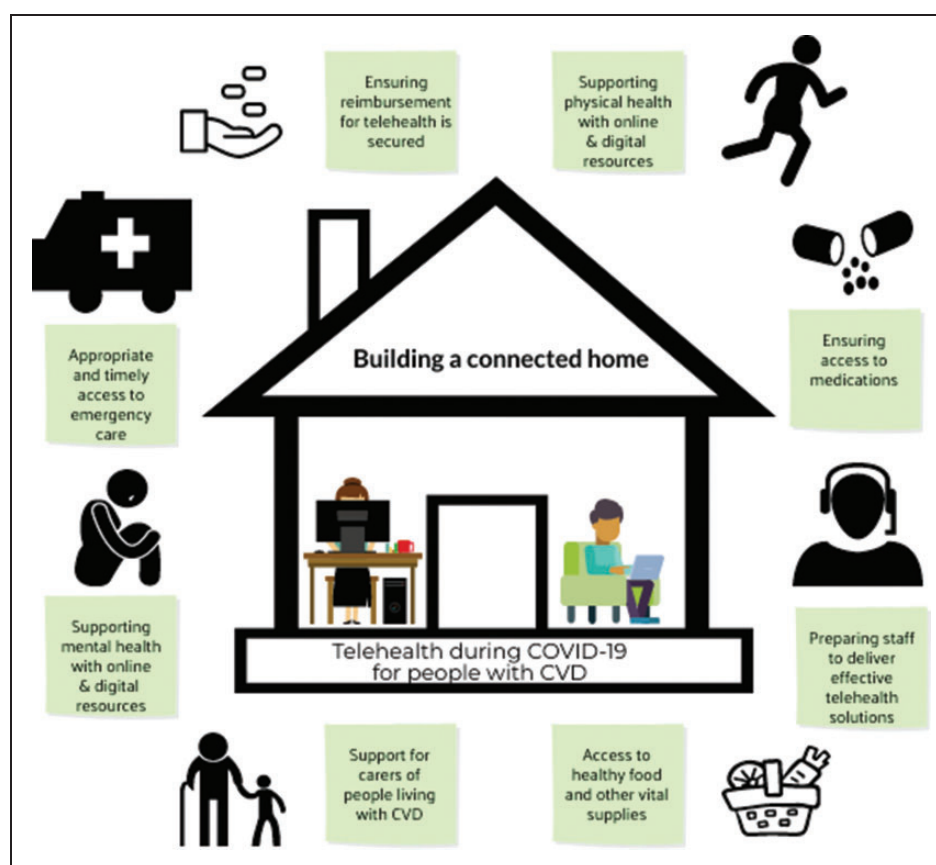 Ensuring
reimbursement
for telehealth is
secured
Supporting
physical health
with online
& digital
resources
Appropriate
and timely
access to
emergency
care
Building a connected home
Ensuring
access to
medications
Supporting
mental health
with online
& digital
resources
Telehealth during COVID-19
for people with CVD
Preparing staff
to deliver
effective
telehealth
solutions
Support for
carers of
people living
with CVD
Access to
healthy food
and other vital
supplies